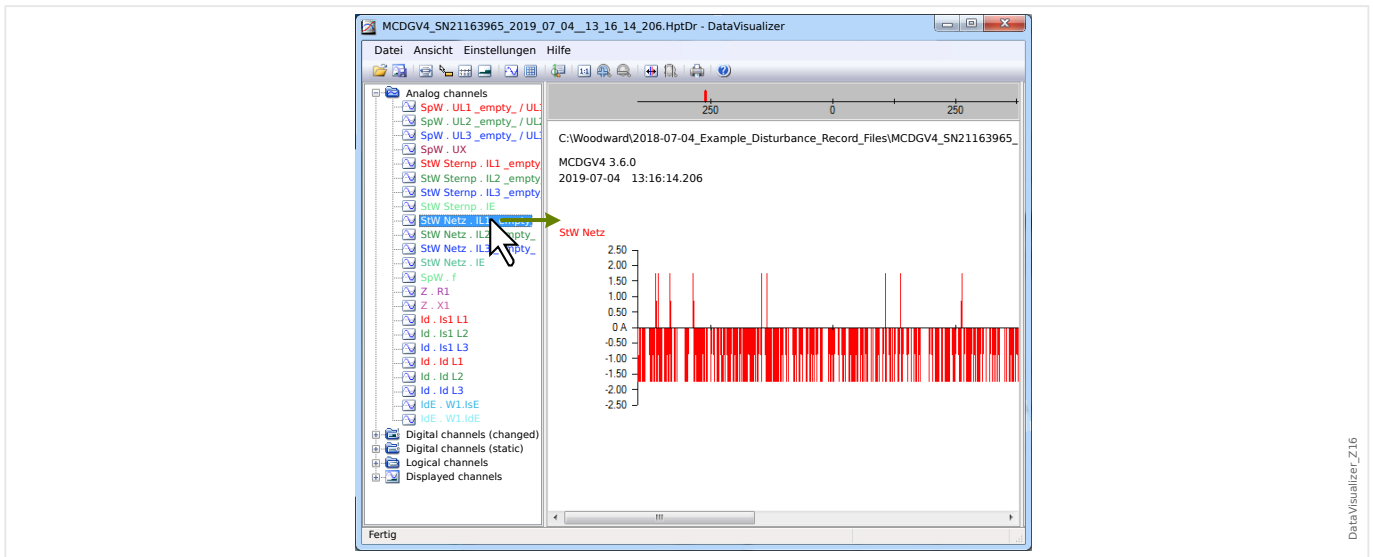 MCDGV4_SN21163965_2019_07_04__13_16_14_206.HptDr - DataVisualizer
Datei Ansicht Einstellungen Hilfe
1:1
Analog channels
SpW . UL1 _empty_ / UL1
SpW . UL2 _empty_ / UL2
SpW . UL3 _empty_ / UL
SpW . UX
StW Sternp . IL1 _empty
StW Sternp . IL2 _empty
StW Sternp . IL3 _empty
StW Sternp . IE
StW Netz . IL1 _empty_
StW Netz . IL2 _empty_
StW Netz . IL3 _empty_
StW Netz . IE
SpW . f
Z . R1
Z . X1
Id . Is1 L1
Id . Is1 L2
Id . Is1 L3
Id . Id L1
Id . Id L2
Id . Id L3
IdE . W1.IsE
IdE . W1.IdE
Digital channels (changed)
Digital channels (static)
Logical channels
Displayed channels
250 0 250
C:\Woodward\2018-07-04_Example_Disturbance_Record_Files\MCDGV4_SN21163965_
MCDGV4 3.6.0
2019-07-04 13:16:14.206
StW Netz
2.50
2.00
1.50
1.00
0.50
0 A
-0.50
-1.00
-1.50
-2.00
-2.50
Fertig
DataVisualizer_Z16